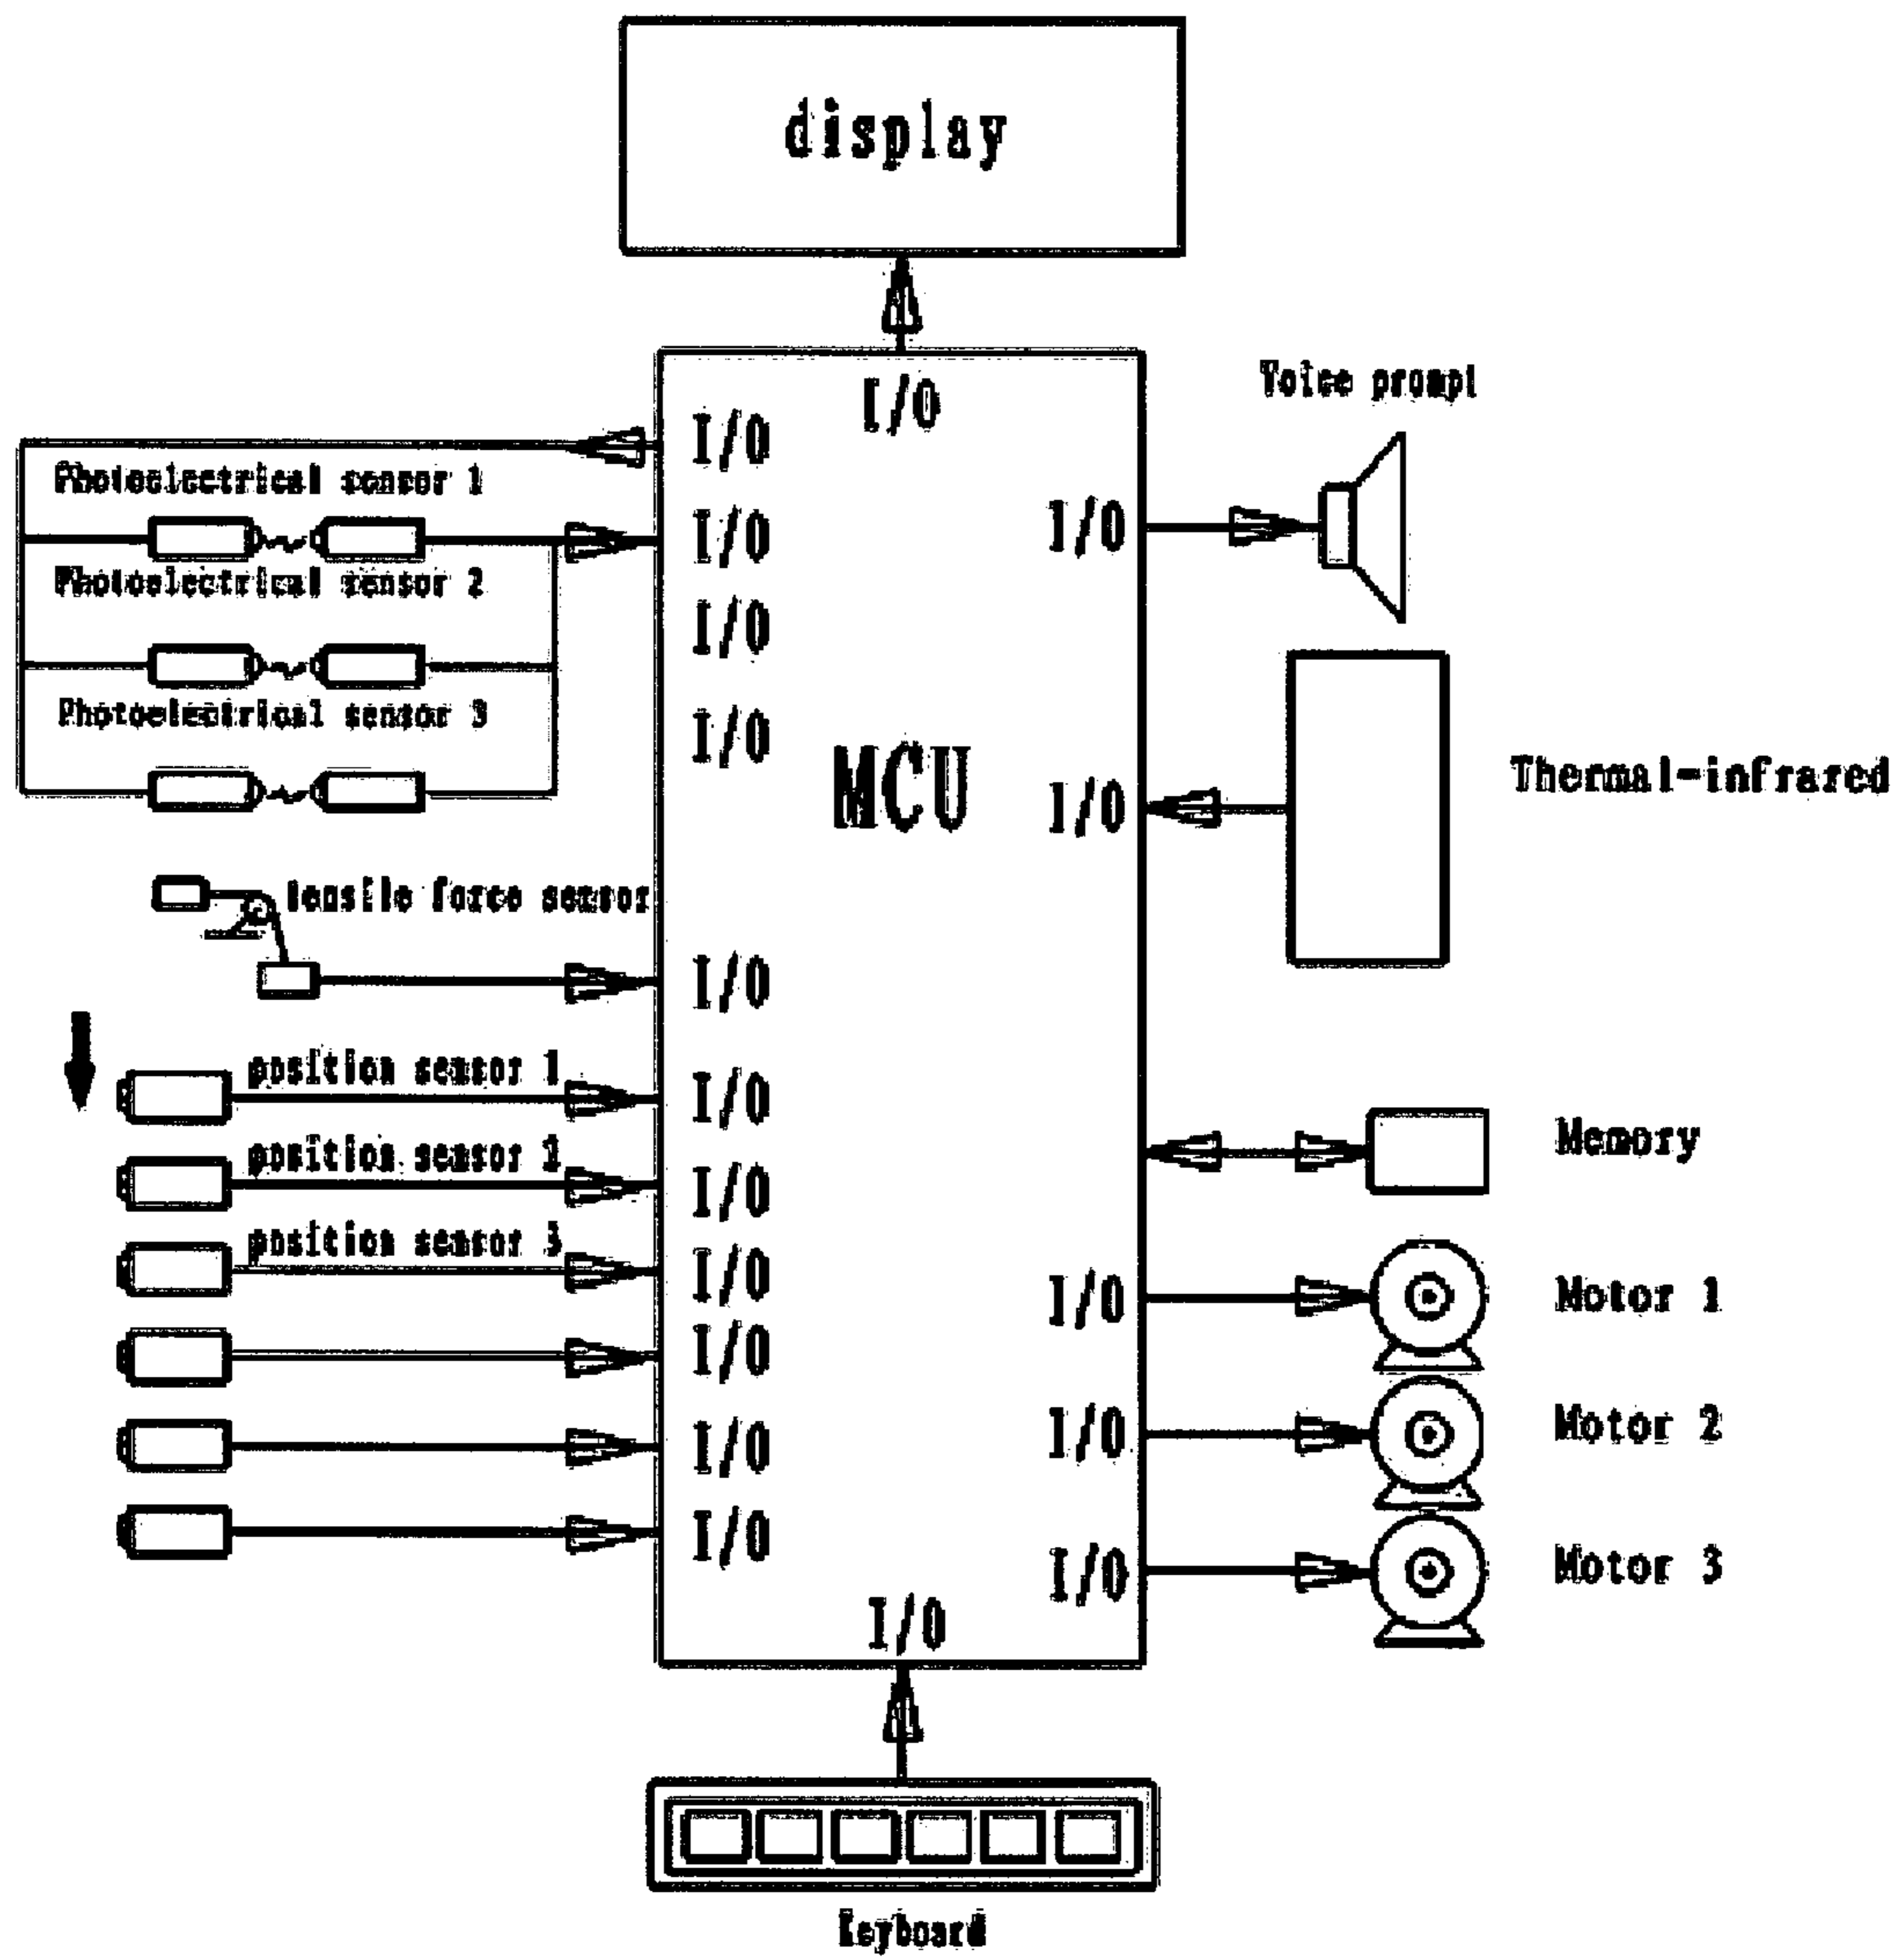 display
I/O
Voice prompt
I/O
Photoelectrical sensor 1
I/O
I/O
Photoelectrical sensor 2
I/O
Photoelectrical sensor 3
I/O
MCU
Thermal-infrared
I/O
tensile force sensor
I/O
position sensor 1
I/O
position sensor 2
I/O
Memory
position sensor 3
I/O
I/O
Motor 1
I/O
I/O
Motor 2
I/O
I/O
Motor 3
I/O
I/O
Keyboard